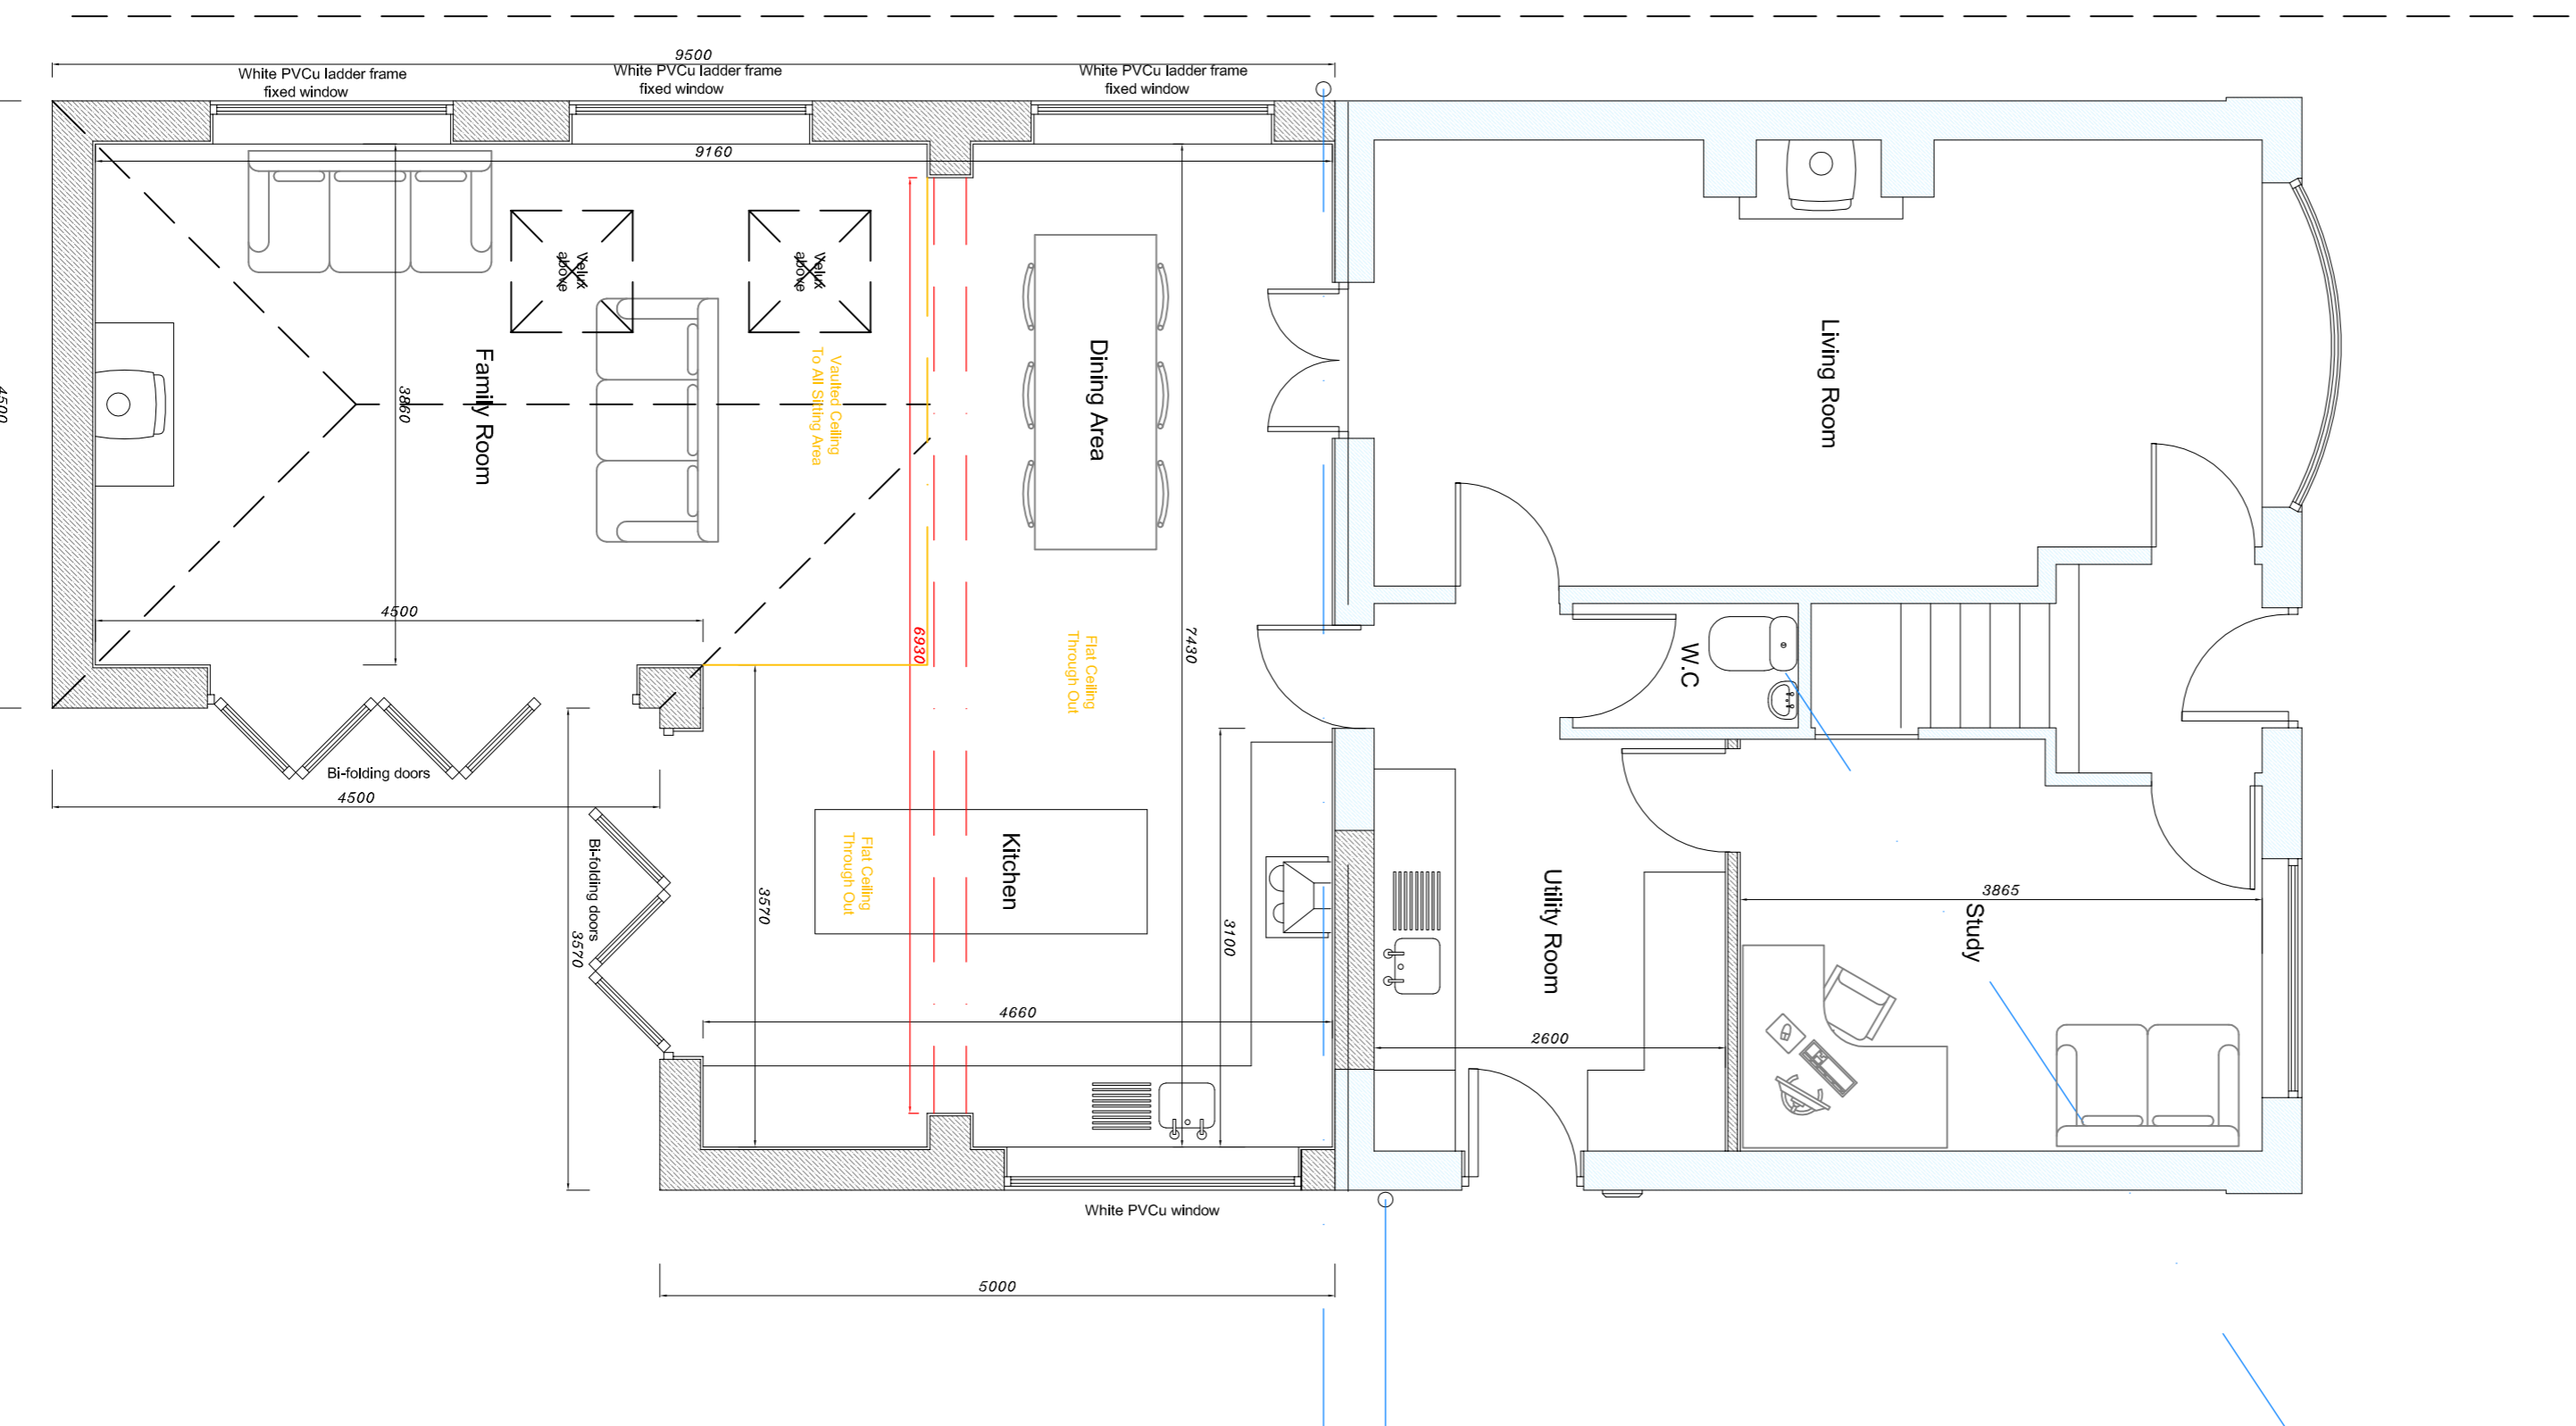 9500
White PVCu ladder frame
fixed window
White PVCu ladder frame
fixed window
White PVCu ladder frame
fixed window
9160
Velux
above
Velux
above
4500
3860
Family Room
Vaulted Ceiling
To All Sitting Area
Dining Area
Living Room
4500
6930
Flat Ceiling
Through Out
7430
W.C
Bi-folding doors
4500
Bi-folding doors
3570
3570
Flat Ceiling
Through Out
Kitchen
3100
Utility Room
3865
Study
4660
2600
White PVCu window
5000